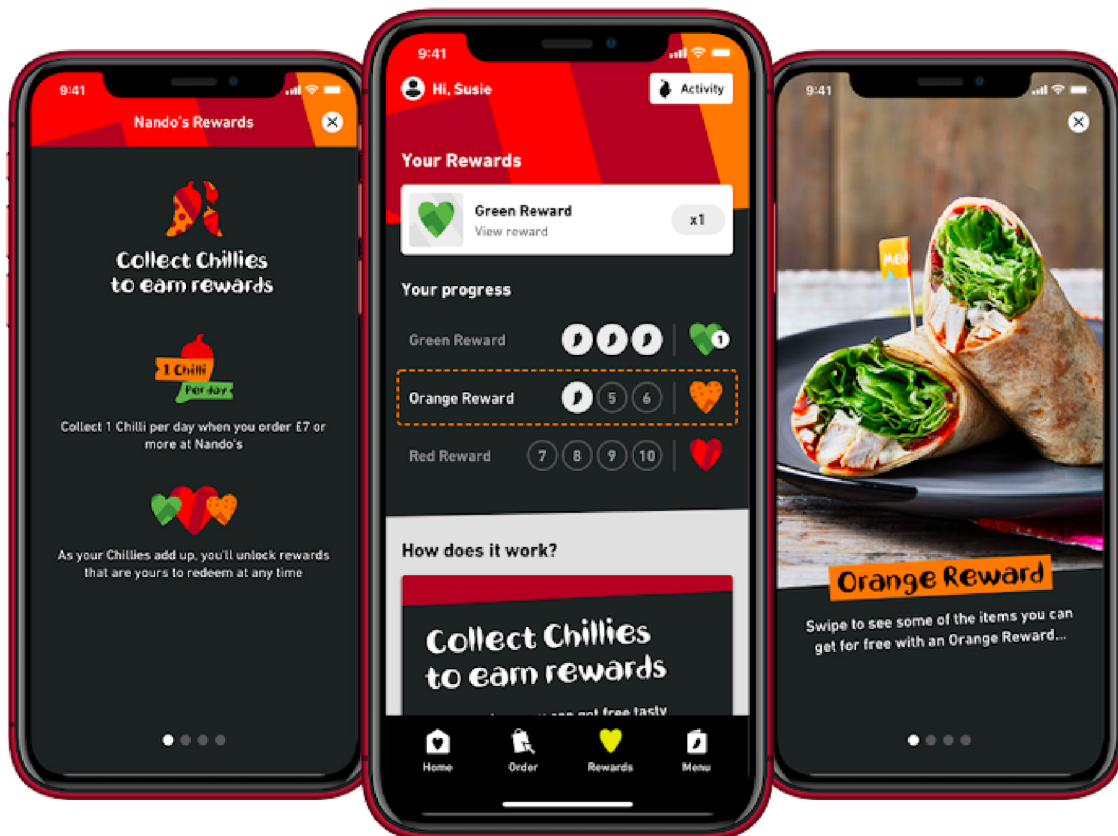 9:41
Nando's Rewards
Collect Chillies
to earn rewards
1 Chilli
Per day
Collect 1 Chilli per day when you order £7 or
more at Nando's
As your Chillies add up, you'll unlock rewards
that are yours to redeem at any time
9:41
Hi, Susie
Activity
Your Rewards
Green Reward
View reward
x1
Your progress
Green Reward
1
Orange Reward
5 6
Red Reward
7 8 9 10
How does it work?
Collect Chillies
to earn rewards
can get free tasty
Home Order Rewards Menu
9:41
Med
Orange Reward
Swipe to see some of the items you can
get for free with an Orange Reward...